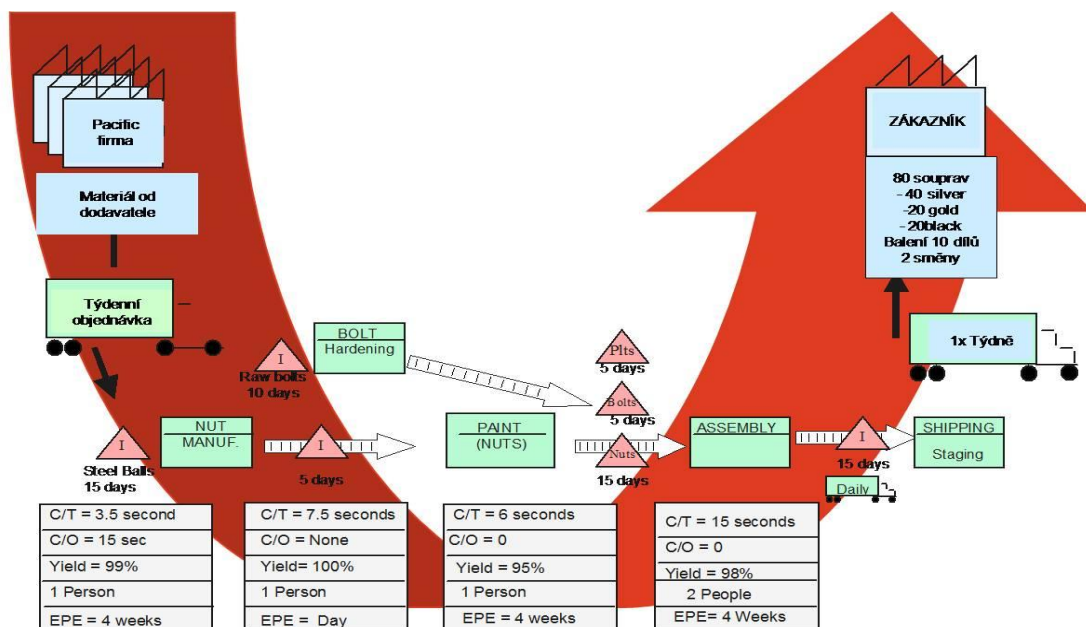 Pacific
firma
Materiál od
dodavatele
Týdenní
objednávka
I
Steel Balls
15 days
NUT
MANUF.
I
Raw bolts
10 days
BOLT
Hardening
I
5 days
PAINT
(NUTS)
Plts
5 days
Bolts
5 days
Nuts
15 days
ASSEMBLY
I
15 days
Daily
SHIPPING
Staging
ZÁKAZNÍK
80 souprav
-40 silver
-20 gold
-20black
Balení 10 dílů
2 směny
1x Týdně
C/T = 3.5 second
C/O = 15 sec
Yield = 99%
1 Person
EPE = 4 weeks
C/T = 7.5 seconds
C/O = None
Yield= 100%
1 Person
EPE = Day
C/T = 6 seconds
C/O = 0
Yield = 95%
1 Person
EPE = 4 weeks
C/T = 15 seconds
C/O = 0
Yield = 98%
2 People
EPE= 4 Weeks